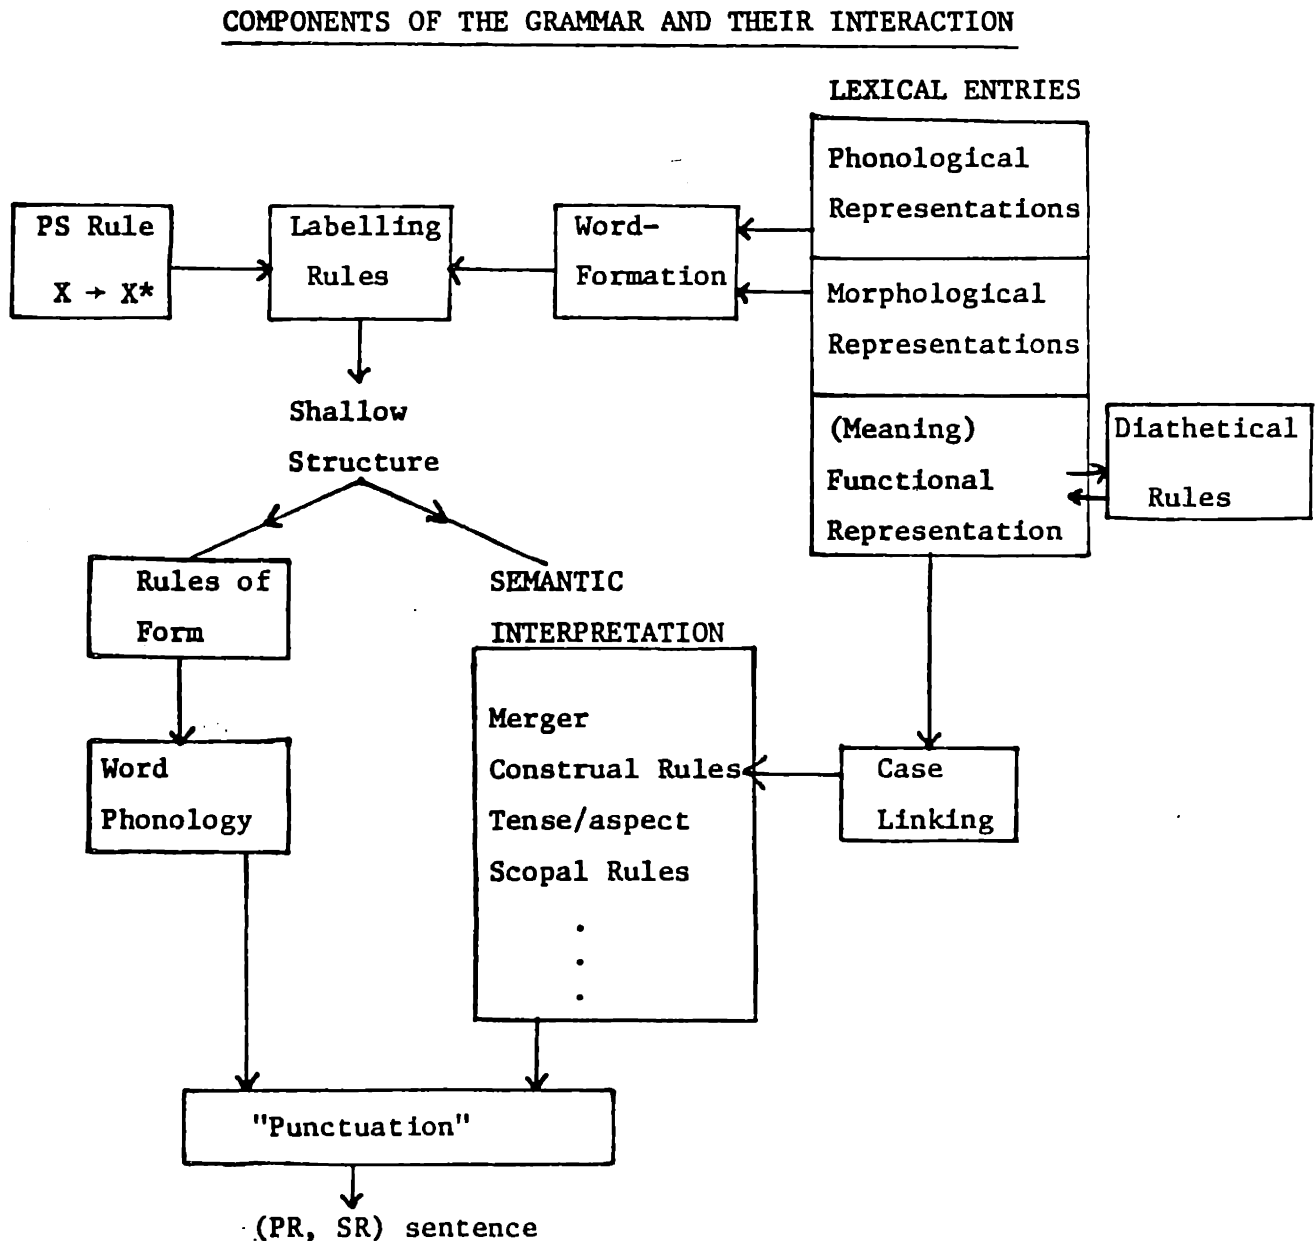 COMPONENTS OF THE GRAMMAR AND THEIR INTERACTION
LEXICAL ENTRIES
Phonological
Representations
PS Rule
X → X*
Labelling
Rules
Word-
Formation
Morphological
Representations
(Meaning)
Functional
Representation
Diathetical
Rules
Shallow
Structure
Rules of
Form
SEMANTIC
INTERPRETATION
Word
Phonology
Merger
Construal Rules
Tense/aspect
Scopal Rules
.
.
.
Case
Linking
"Punctuation"
(PR, SR) sentence